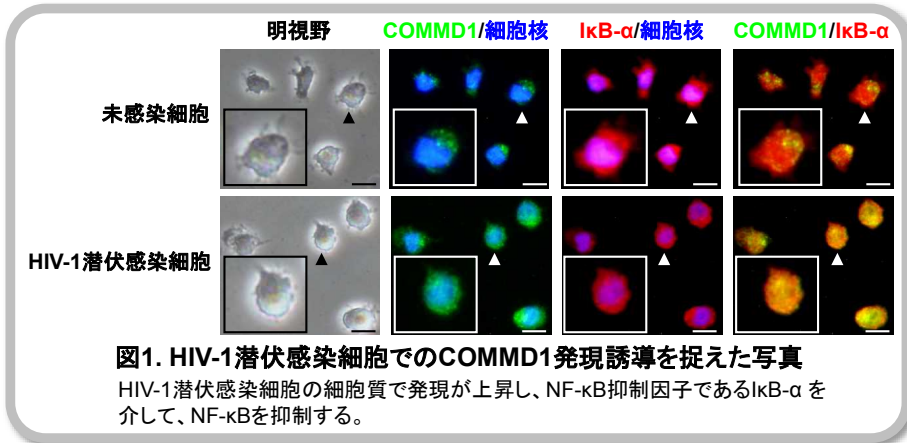 明視野 COMMD1/細胞核 IκB-α/細胞核 COMMD1/IκB-α
未感染細胞
HIV-1潜伏感染細胞
図1. HIV-1潜伏感染細胞でのCOMMD1発現誘導を捉えた写真
HIV-1潜伏感染細胞の細胞質で発現が上昇し、NF-κB抑制因子であるIκB-α を
介して、NF-κBを抑制する。